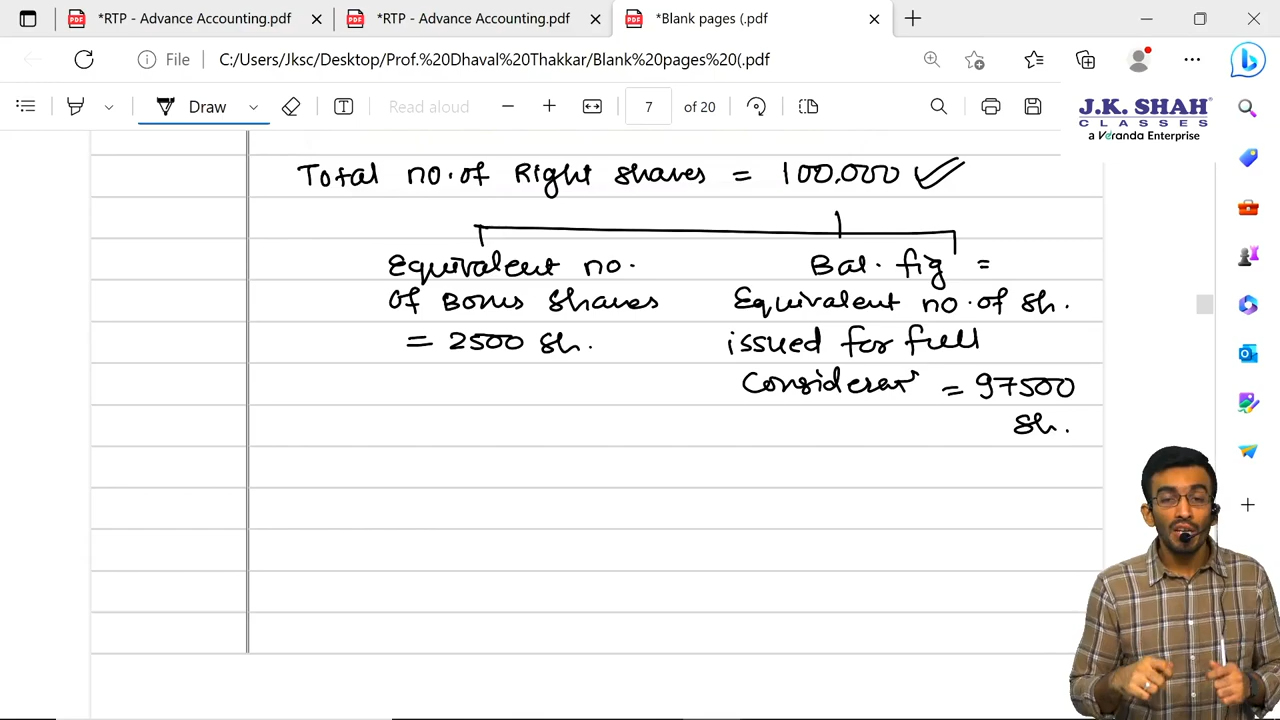 *RTP - Advance Accounting.pdf
*RTP - Advance Accounting.pdf
*Blank pages (.pdf
File
C:/Users/Jksc/Desktop/Prof.%20Dhaval%20Thakkar/Blank%20pages%20(.pdf
Draw
Read aloud
7 of 20
J.K. SHAH®
CLASSES
a Veranda Enterprise
Total no. of Right shares = 100,000
Equivalent no.
of Bonus shares
= 2500 sh.
Bal. fig =
Equivalent no. of sh.
issued for full
Considerat' = 97500
sh.